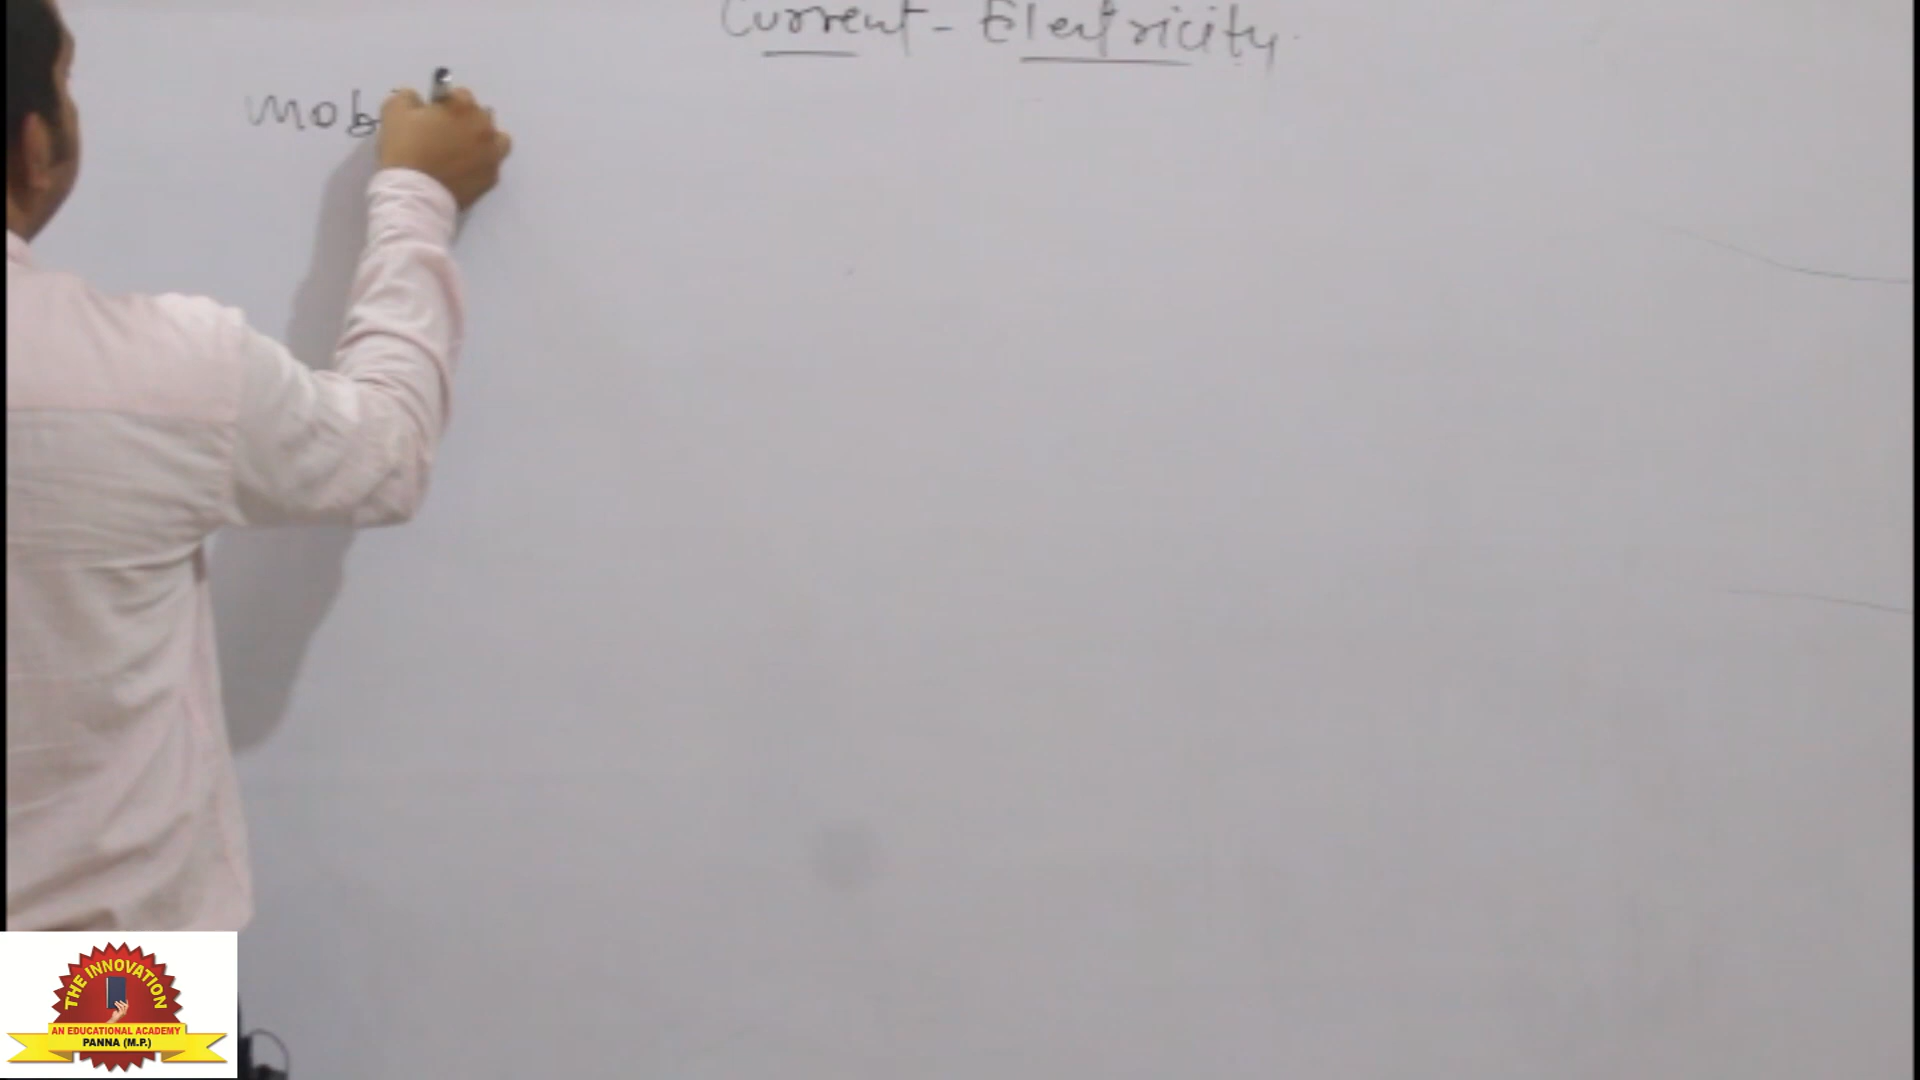 Current - Electricity
mob
THE INNOVATION
AN EDUCATIONAL ACADEMY
PANNA (M.P.)